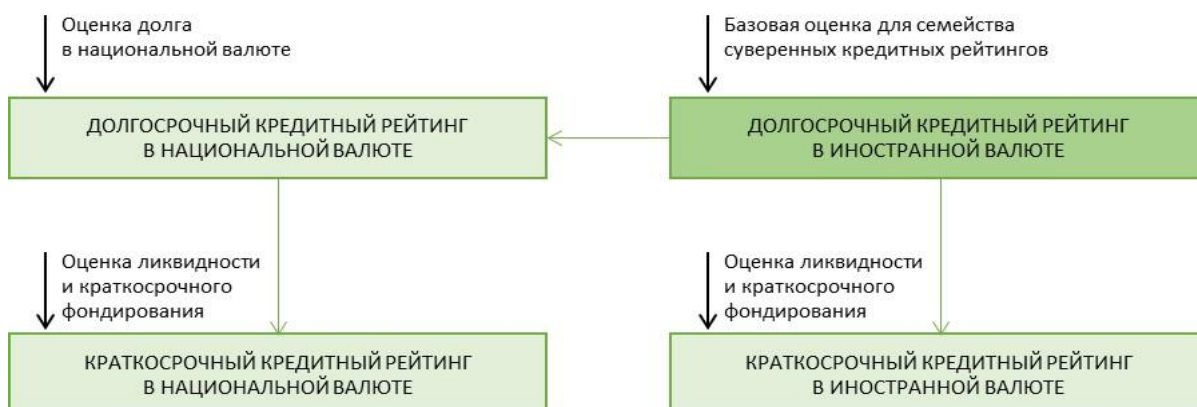 Оценка долга
в национальной валюте
Базовая оценка для семейства
суверенных кредитных рейтингов
ДОЛГОСРОЧНЫЙ КРЕДИТНЫЙ РЕЙТИНГ
В НАЦИОНАЛЬНОЙ ВАЛЮТЕ
ДОЛГОСРОЧНЫЙ КРЕДИТНЫЙ РЕЙТИНГ
В ИНОСТРАННОЙ ВАЛЮТЕ
Оценка ликвидности
и краткосрочного
фондирования
Оценка ликвидности
и краткосрочного
фондирования
КРАТКОСРОЧНЫЙ КРЕДИТНЫЙ РЕЙТИНГ
В НАЦИОНАЛЬНОЙ ВАЛЮТЕ
КРАТКОСРОЧНЫЙ КРЕДИТНЫЙ РЕЙТИНГ
В ИНОСТРАННОЙ ВАЛЮТЕ